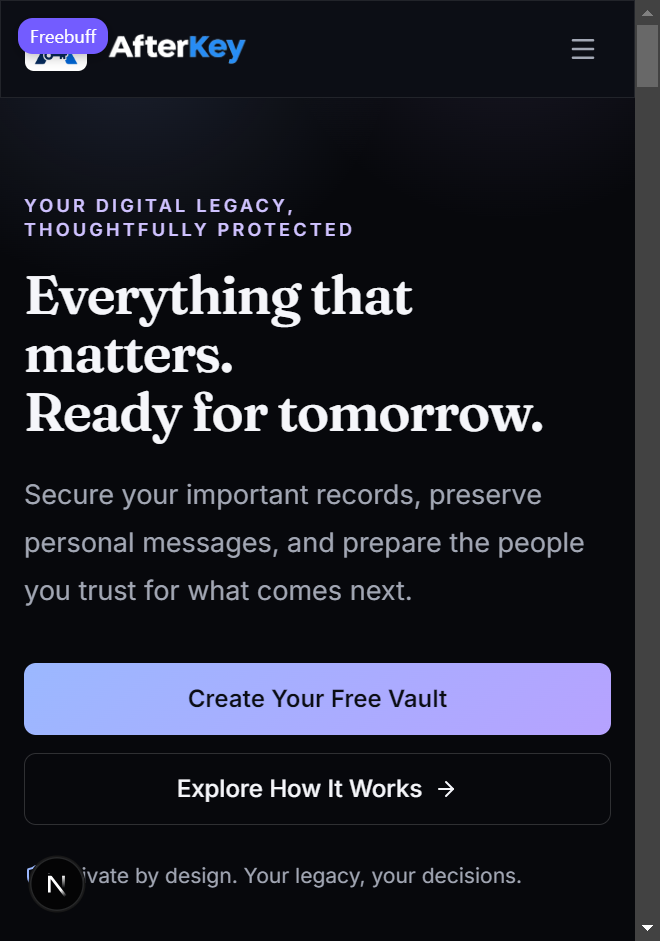 Freebuff
AfterKey
YOUR DIGITAL LEGACY,
THOUGHTFULLY PROTECTED
Everything that
matters.
Ready for tomorrow.
Secure your important records, preserve
personal messages, and prepare the people
you trust for what comes next.
Create Your Free Vault
Explore How It Works →
by design. Your legacy, your decisions.
N